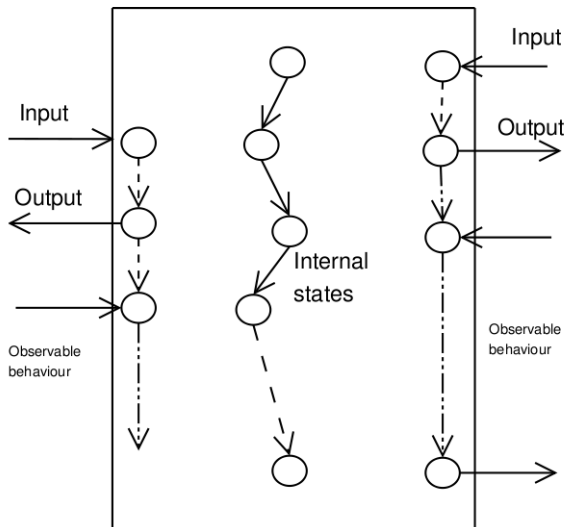 Input
Input
Output
Output
Internal
states
Observable
behaviour
Observable
behaviour